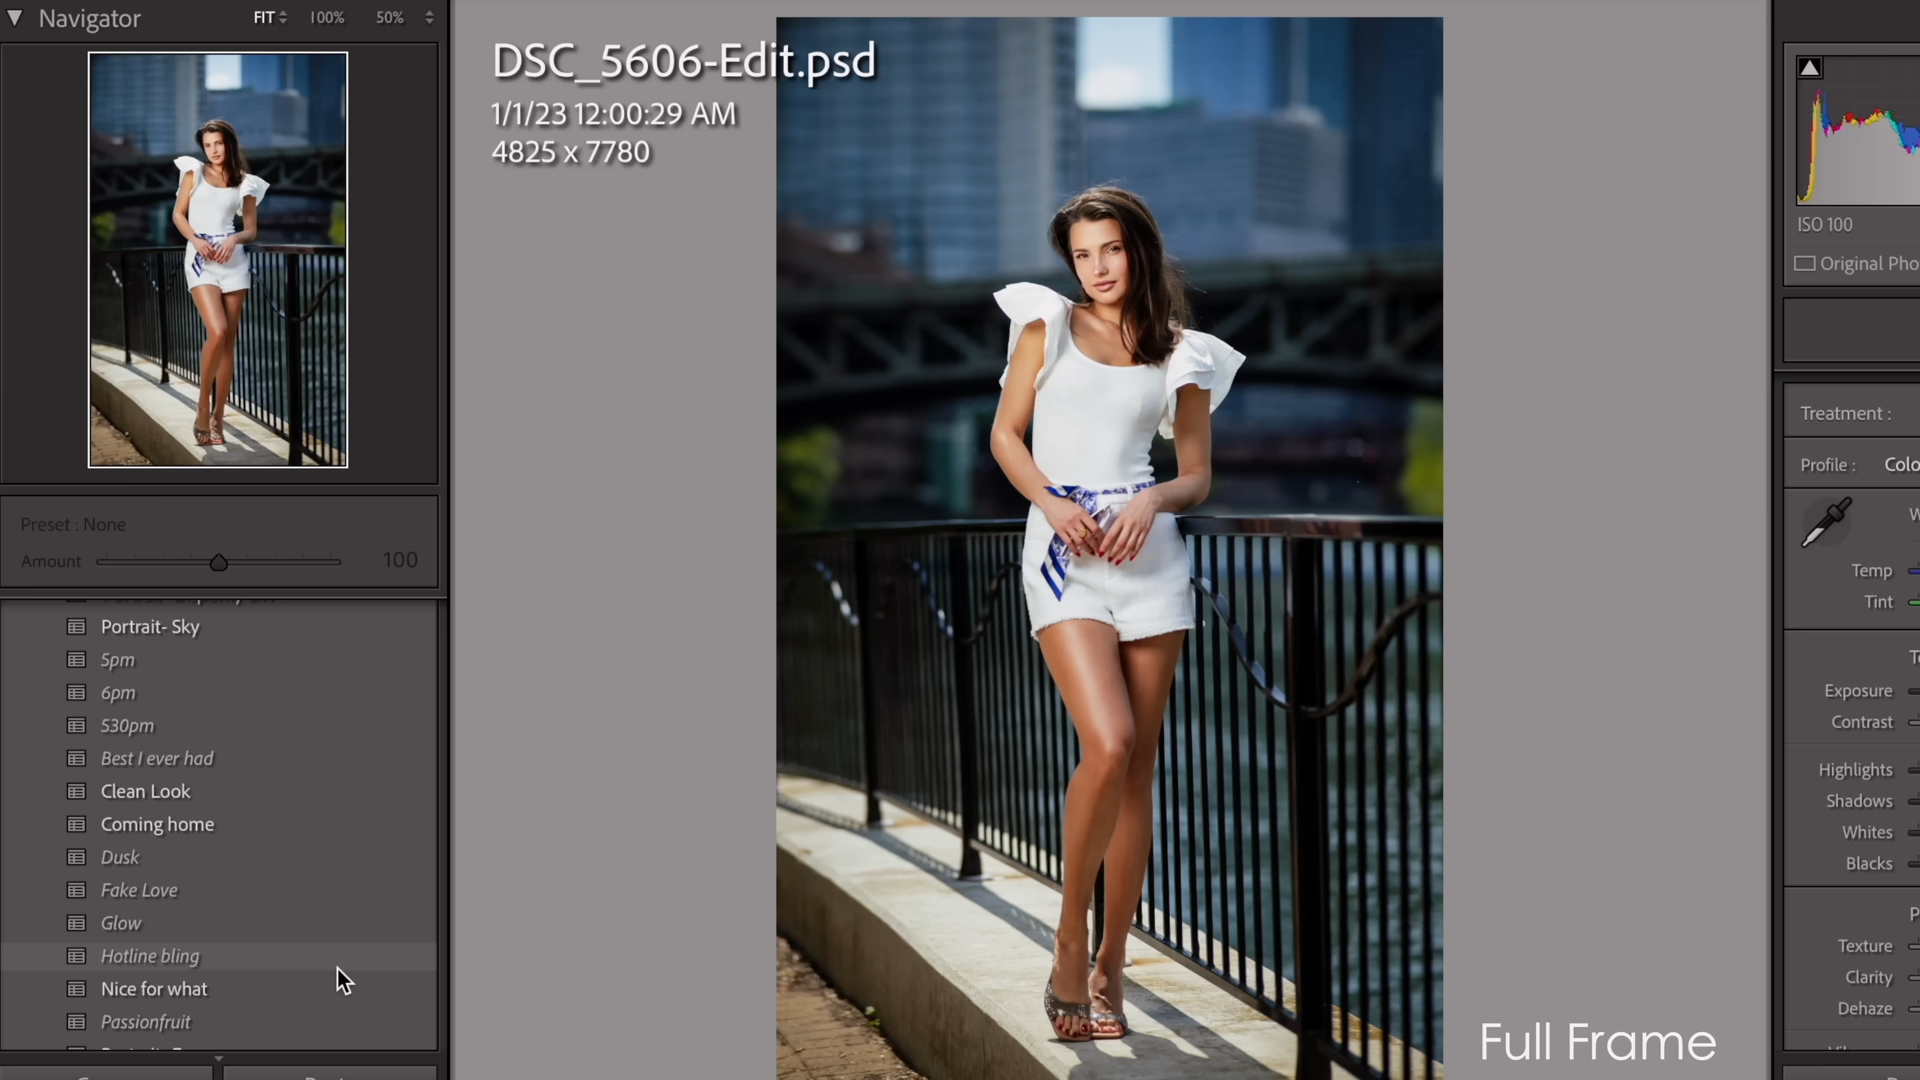 Navigator
FIT 100% 50%
DSC_5606-Edit.psd
1/1/23 12:00:29 AM
4825 x 7780
ISO 100
Original Pho
Treatment :
Profile : Colo
Preset : None
Amount 100
Temp
Tint
Exposure
Contrast
Highlights
Shadows
Whites
Blacks
Texture
Clarity
Dehaze
Portrait- Sky
5pm
6pm
530pm
Best I ever had
Clean Look
Coming home
Dusk
Fake Love
Glow
Hotline bling
Nice for what
Passionfruit
Full Frame